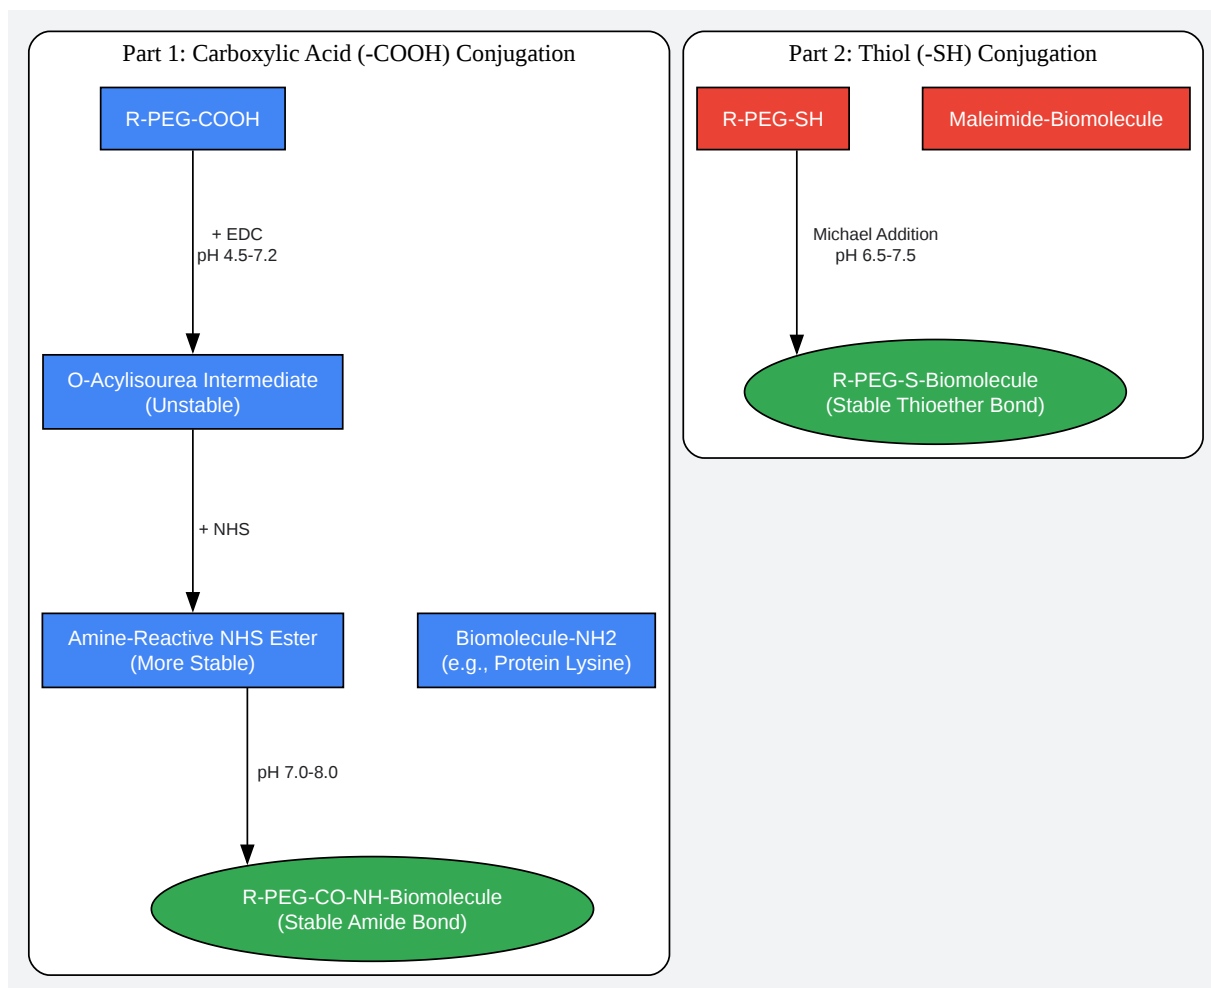 Part 1: Carboxylic Acid (-COOH) Conjugation
R-PEG-COOH
+ EDC
pH 4.5-7.2
O-Acylisourea Intermediate
(Unstable)
+ NHS
Amine-Reactive NHS Ester
(More Stable)
Biomolecule-NH2
(e.g., Protein Lysine)
pH 7.0-8.0
R-PEG-CO-NH-Biomolecule
(Stable Amide Bond)
Part 2: Thiol (-SH) Conjugation
R-PEG-SH
Maleimide-Biomolecule
Michael Addition
pH 6.5-7.5
R-PEG-S-Biomolecule
(Stable Thioether Bond)